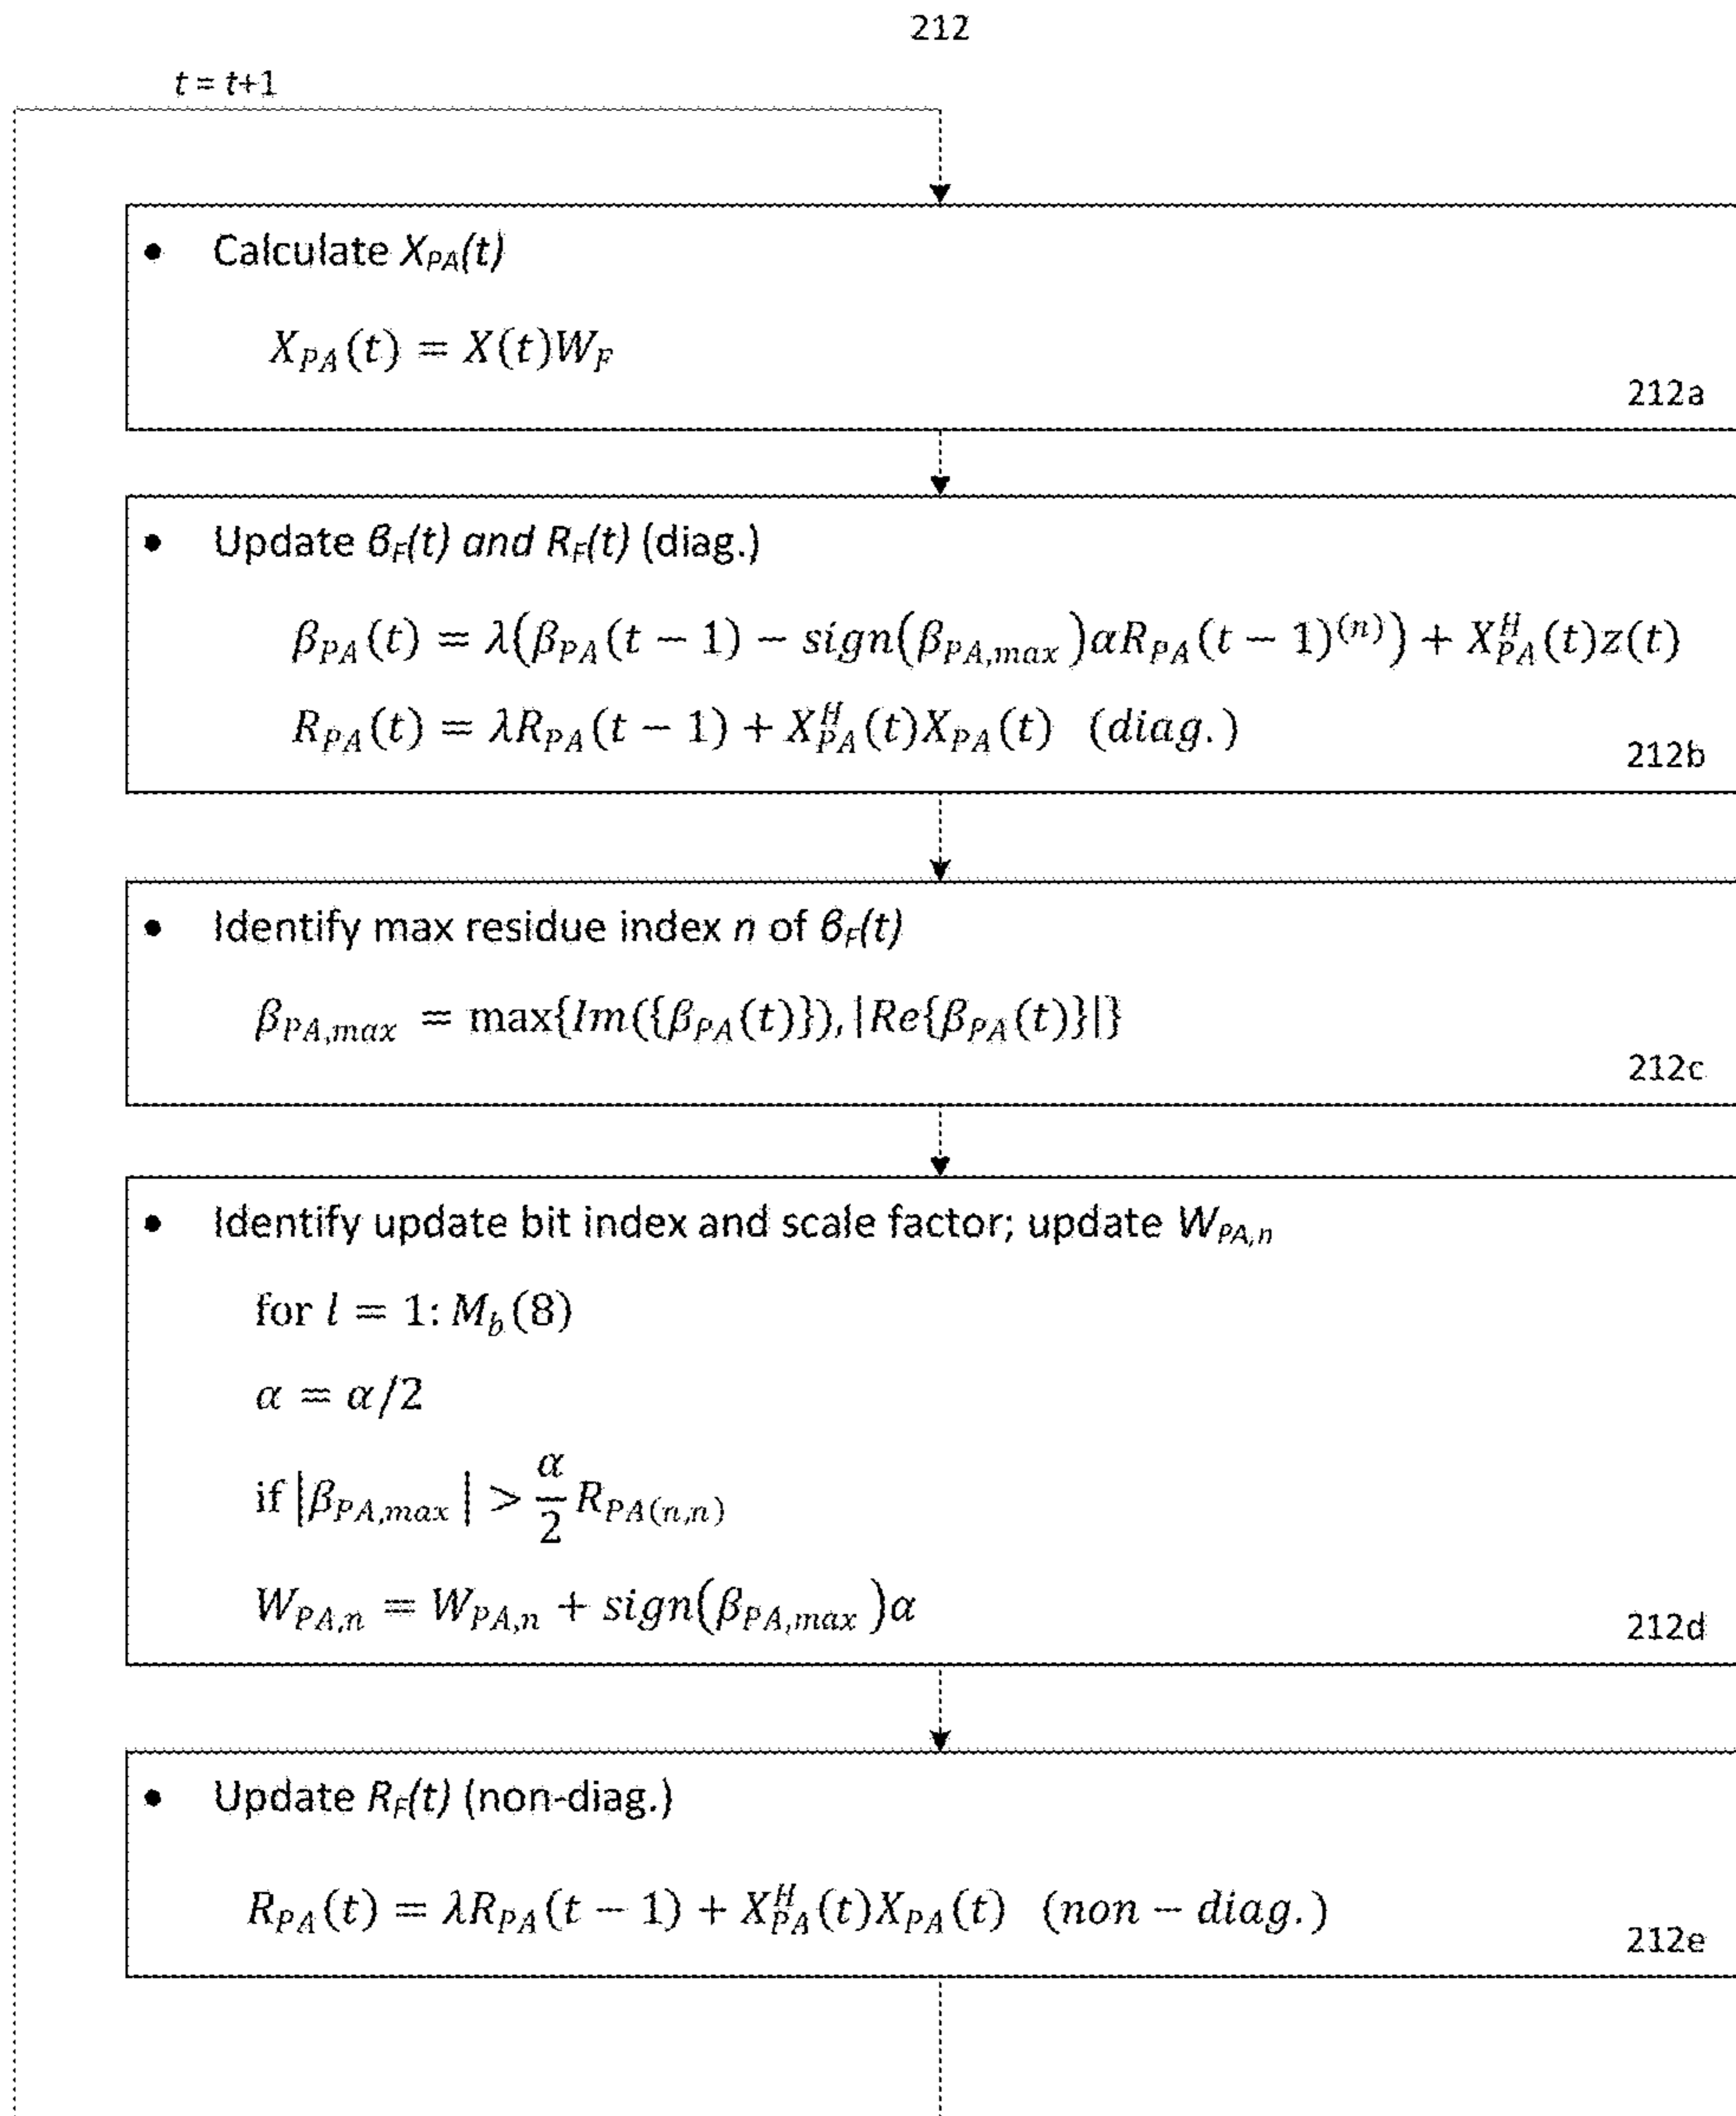 212
t = t+1
• Calculate X_PA(t)
X_PA(t) = X(t)W_F
212a
• Update β_F(t) and R_F(t) (diag.)
β_PA(t) = λ(β_PA(t − 1) − sign(β_PA,max)αR_PA(t − 1)^(n)) + X_PA^H(t)z(t)
R_PA(t) = λR_PA(t − 1) + X_PA^H(t)X_PA(t) (diag.)
212b
• Identify max residue index n of β_F(t)
β_PA,max = max{Im({β_PA(t)}), |Re{β_PA(t)}|}
212c
• Identify update bit index and scale factor; update W_PA,n
for l = 1: M_b(8)
α = α/2
if |β_PA,max| > α/2 R_PA(n,n)
W_PA,n = W_PA,n + sign(β_PA,max)α
212d
• Update R_F(t) (non-diag.)
R_PA(t) = λR_PA(t − 1) + X_PA^H(t)X_PA(t) (non − diag.)
212e